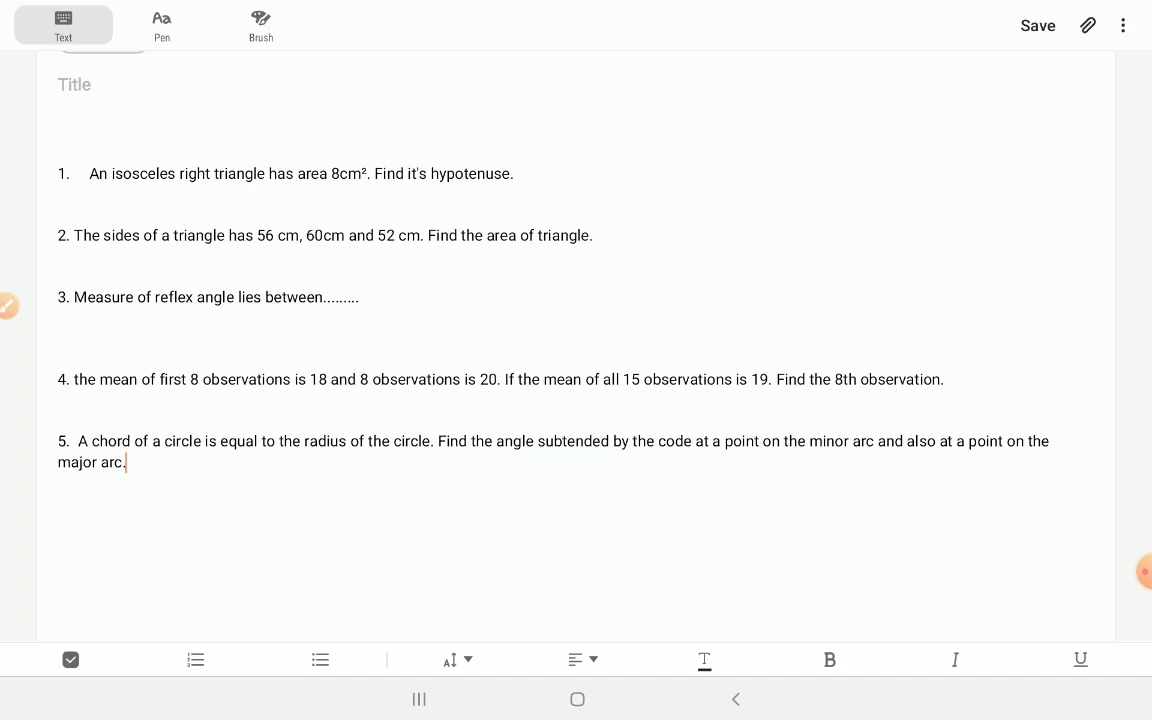 Text
Aa
Pen
Brush
Save
Title
1. An isosceles right triangle has area 8cm². Find it's hypotenuse.
2. The sides of a triangle has 56 cm, 60cm and 52 cm. Find the area of triangle.
3. Measure of reflex angle lies between.........
4. the mean of first 8 observations is 18 and 8 observations is 20. If the mean of all 15 observations is 19. Find the 8th observation.
5. A chord of a circle is equal to the radius of the circle. Find the angle subtended by the code at a point on the minor arc and also at a point on the
major arc.
A T B I U